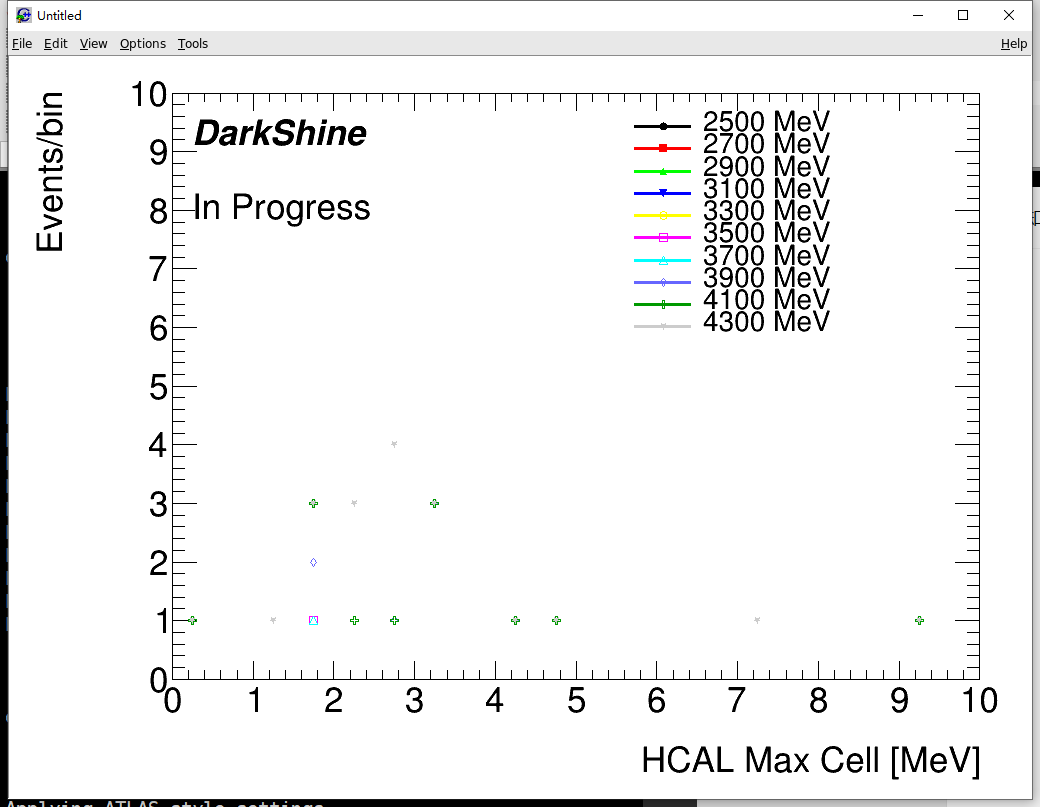 Untitled
File Edit View Options Tools Help
Events/bin
10
9
8
7
6
5
4
3
2
1
0
DarkShine
In Progress
2500 MeV
2700 MeV
2900 MeV
3100 MeV
3300 MeV
3500 MeV
3700 MeV
3900 MeV
4100 MeV
4300 MeV
0 1 2 3 4 5 6 7 8 9 10
HCAL Max Cell [MeV]
Applying ATLAS style settings